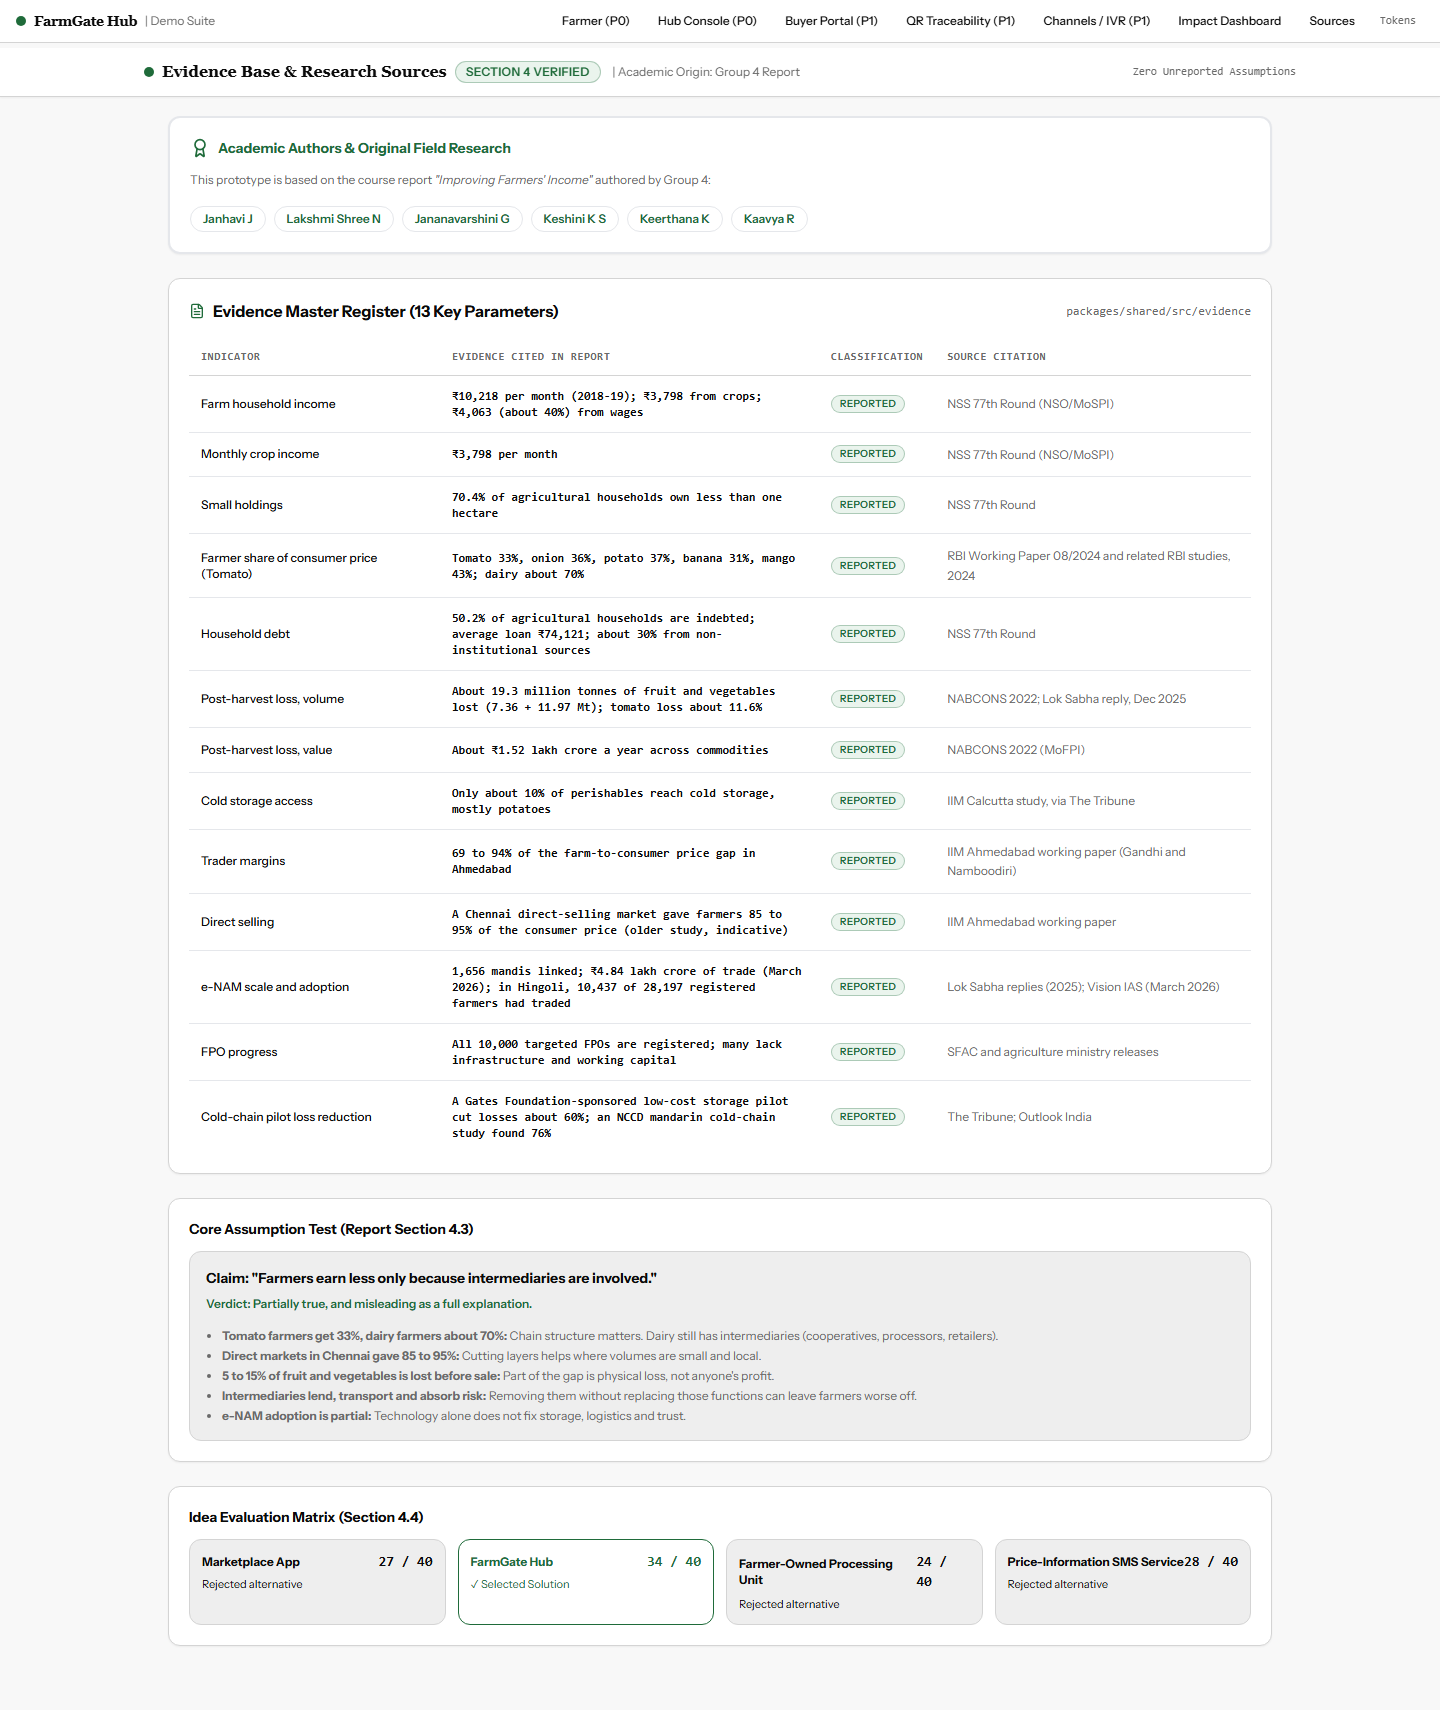 FarmGate Hub | Demo Suite Farmer (P0) Hub Console (P0) Buyer Portal (P1) QR Traceability (P1) Channels / IVR (P1) Impact Dashboard Sources Tokens
Evidence Base & Research Sources SECTION 4 VERIFIED | Academic Origin: Group 4 Report Zero Unreported Assumptions
Academic Authors & Original Field Research
This prototype is based on the course report "Improving Farmers' Income" authored by Group 4:
Janhavi J Lakshmi Shree N Jananavarshini G Keshini K S Keerthana K Kaavya R
Evidence Master Register (13 Key Parameters) packages/shared/src/evidence
INDICATOR EVIDENCE CITED IN REPORT CLASSIFICATION SOURCE CITATION
Farm household income
₹10,218 per month (2018-19); ₹3,798 from crops;
₹4,063 (about 40%) from wages
REPORTED
NSS 77th Round (NSO/MoSPI)
Monthly crop income ₹3,798 per month REPORTED NSS 77th Round (NSO/MoSPI)
Small holdings
70.4% of agricultural households own less than one
hectare
REPORTED
NSS 77th Round
Farmer share of consumer price
(Tomato)
Tomato 33%, onion 36%, potato 37%, banana 31%, mango
43%; dairy about 70%
REPORTED
RBI Working Paper 08/2024 and related RBI studies,
2024
Household debt
50.2% of agricultural households are indebted;
average loan ₹74,121; about 30% from non-
institutional sources
REPORTED
NSS 77th Round
Post-harvest loss, volume
About 19.3 million tonnes of fruit and vegetables
lost (7.36 + 11.97 Mt); tomato loss about 11.6%
REPORTED
NABCONS 2022; Lok Sabha reply, Dec 2025
Post-harvest loss, value About ₹1.52 lakh crore a year across commodities REPORTED NABCONS 2022 (MoFPI)
Cold storage access
Only about 10% of perishables reach cold storage,
mostly potatoes
REPORTED
IIM Calcutta study, via The Tribune
Trader margins
69 to 94% of the farm-to-consumer price gap in
Ahmedabad
REPORTED
IIM Ahmedabad working paper (Gandhi and
Namboodiri)
Direct selling
A Chennai direct-selling market gave farmers 85 to
95% of the consumer price (older study, indicative)
REPORTED
IIM Ahmedabad working paper
e-NAM scale and adoption
1,656 mandis linked; ₹4.84 lakh crore of trade (March
2026); in Hingoli, 10,437 of 28,197 registered
farmers had traded
REPORTED
Lok Sabha replies (2025); Vision IAS (March 2026)
FPO progress
All 10,000 targeted FPOs are registered; many lack
infrastructure and working capital
REPORTED
SFAC and agriculture ministry releases
Cold-chain pilot loss reduction
A Gates Foundation-sponsored low-cost storage pilot
cut losses about 60%; an NCCD mandarin cold-chain
study found 76%
REPORTED
The Tribune; Outlook India
Core Assumption Test (Report Section 4.3)
Claim: "Farmers earn less only because intermediaries are involved."
Verdict: Partially true, and misleading as a full explanation.
• Tomato farmers get 33%, dairy farmers about 70%: Chain structure matters. Dairy still has intermediaries (cooperatives, processors, retailers).
• Direct markets in Chennai gave 85 to 95%: Cutting layers helps where volumes are small and local.
• 5 to 15% of fruit and vegetables is lost before sale: Part of the gap is physical loss, not anyone's profit.
• Intermediaries lend, transport and absorb risk: Removing them without replacing those functions can leave farmers worse off.
• e-NAM adoption is partial: Technology alone does not fix storage, logistics and trust.
Idea Evaluation Matrix (Section 4.4)
Marketplace App 27 / 40
Rejected alternative
FarmGate Hub 34 / 40
✓ Selected Solution
Farmer-Owned Processing
Unit
24 /
40
Rejected alternative
Price-Information SMS Service 28 / 40
Rejected alternative